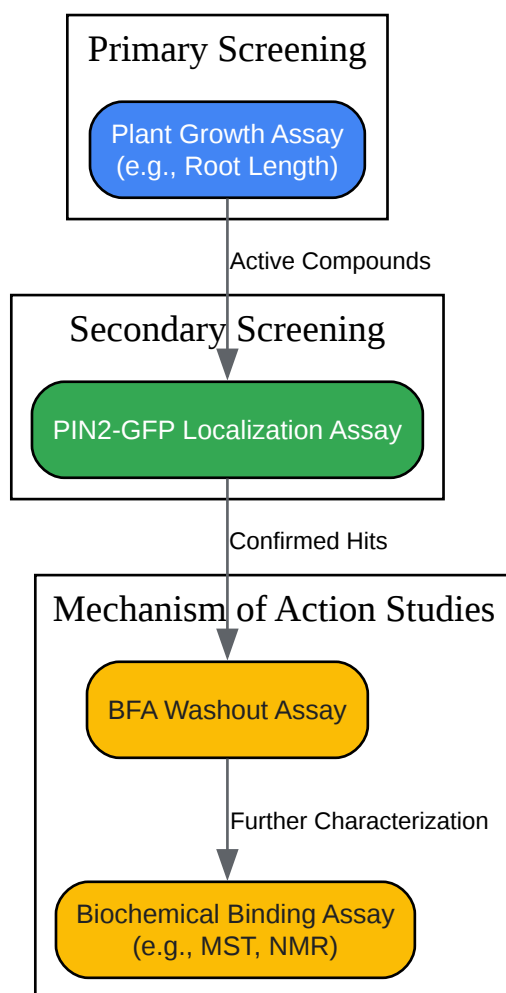 Primary Screening
Plant Growth Assay
(e.g., Root Length)
Active Compounds
Secondary Screening
PIN2-GFP Localization Assay
Confirmed Hits
Mechanism of Action Studies
BFA Washout Assay
Further Characterization
Biochemical Binding Assay
(e.g., MST, NMR)